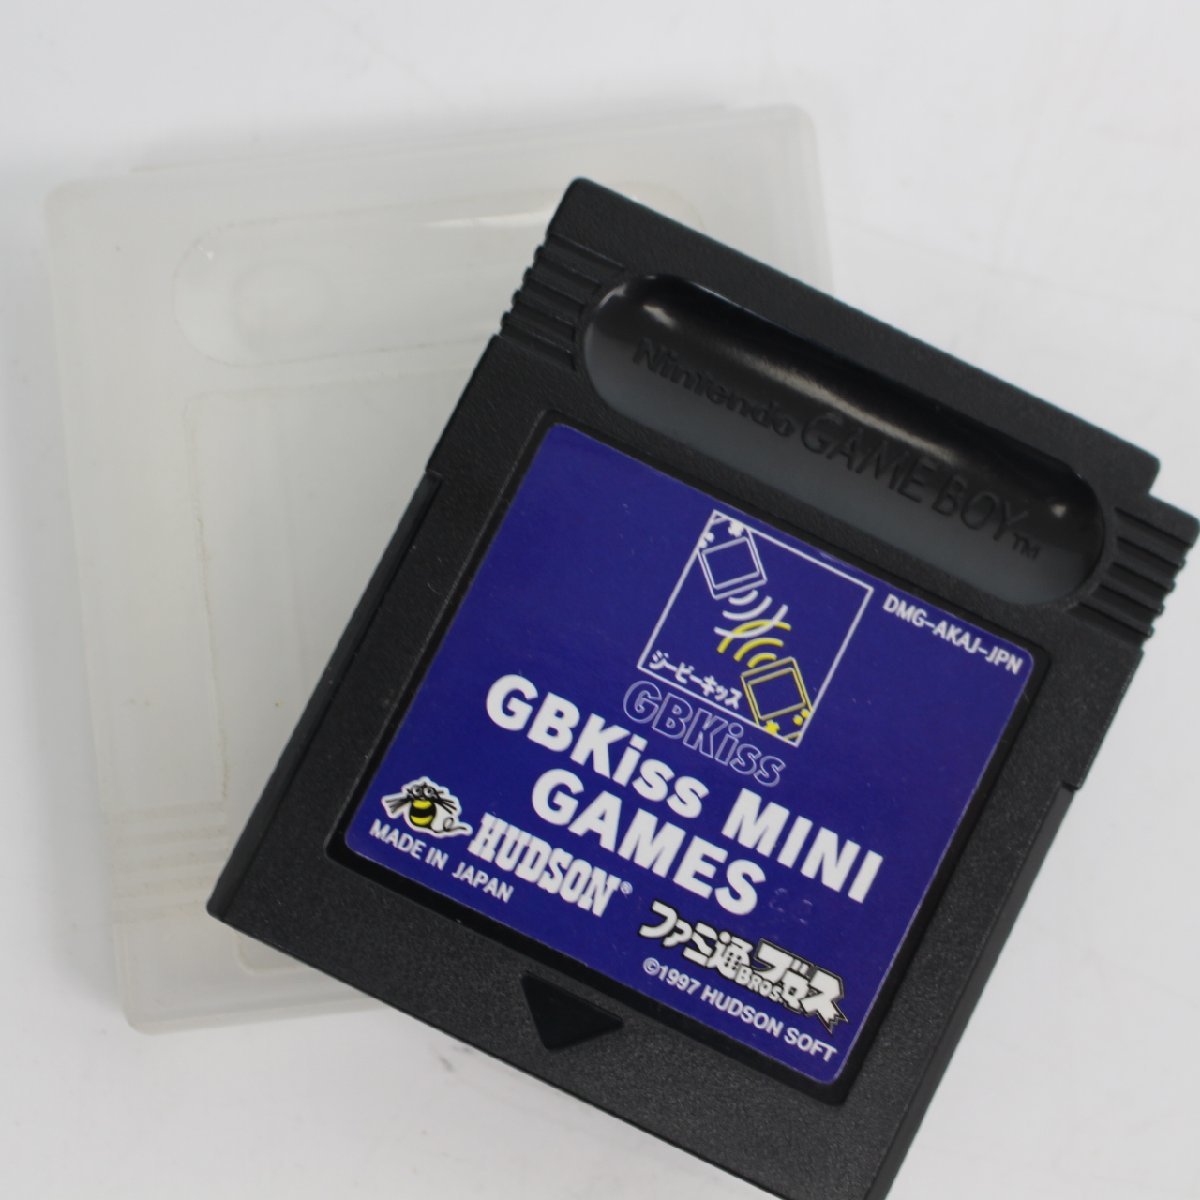 Nintendo GAME BOY™
DMG-AKAJ-JPN
ジービーキッス
GBKiss
GBKiss MINI
GAMES
HUDSON®
MADE IN JAPAN
ファミ通ブロス
BROS.
©1997 HUDSON SOFT